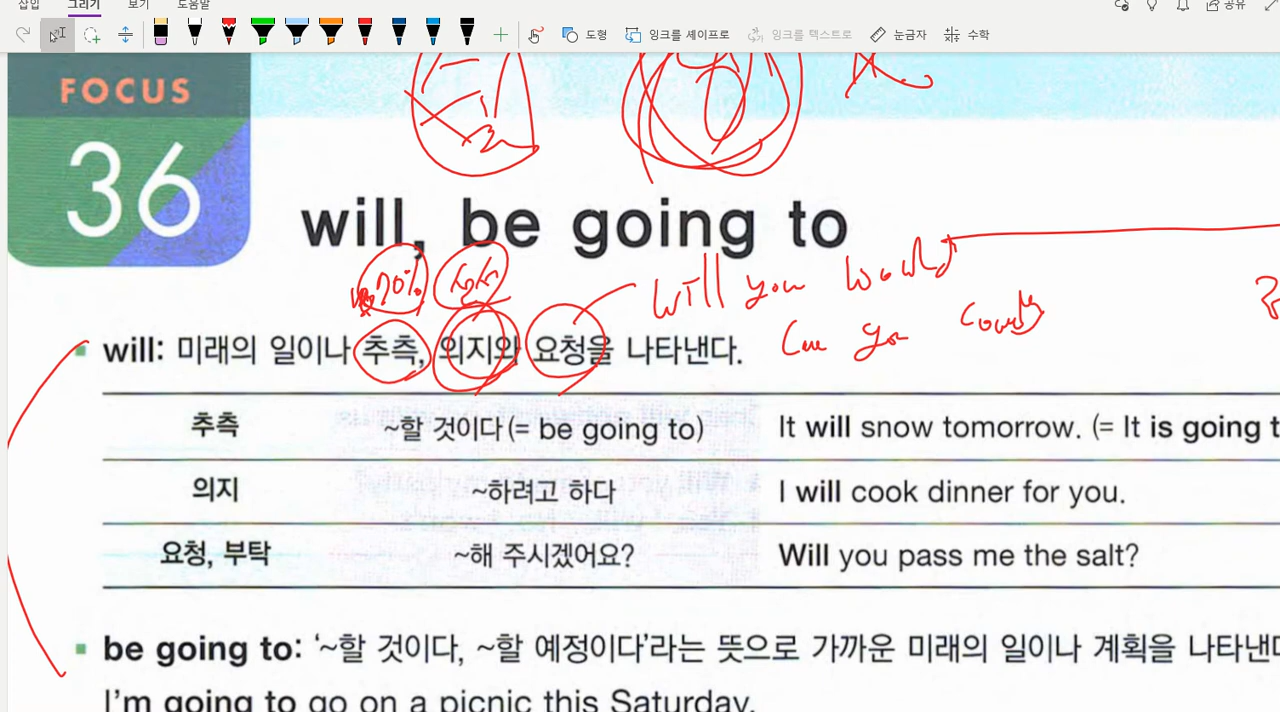 삽입 그리기 보기 도움말
공유
도형 잉크를 셰이프로 잉크를 텍스트로 눈금자 수학
FOCUS
36
will, be going to
70%
Will you would
Can you could
?
will: 미래의 일이나 추측, 의지와 요청을 나타낸다.
추측 ~할 것이다 (= be going to) It will snow tomorrow. (= It is going t
의지 ~하려고 하다 I will cook dinner for you.
요청, 부탁 ~해 주시겠어요? Will you pass me the salt?
be going to: ‘~할 것이다, ~할 예정이다’라는 뜻으로 가까운 미래의 일이나 계획을 나타낸다
I’m going to go on a picnic this Saturday.